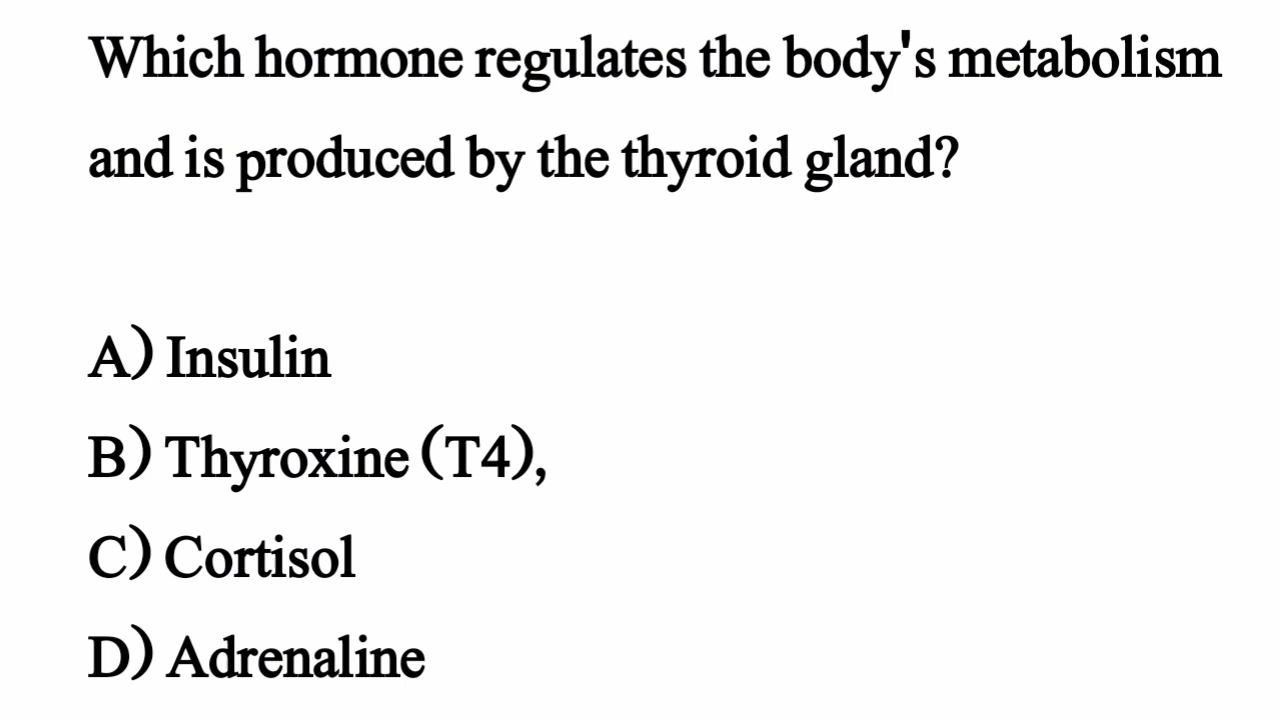 Which hormone regulates the body's metabolism
and is produced by the thyroid gland?
A) Insulin
B) Thyroxine (T4),
C) Cortisol
D) Adrenaline